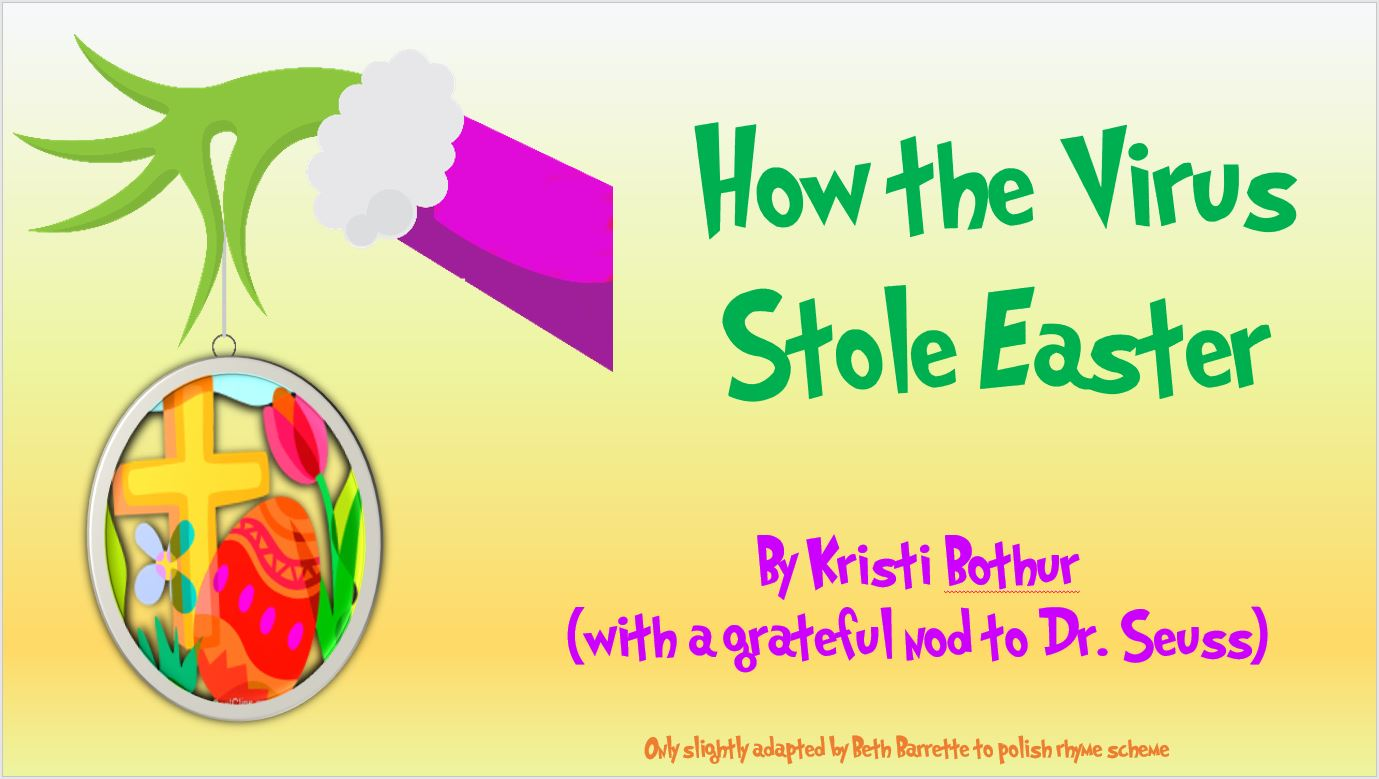 How the Virus
Stole Easter
By Kristi Bothur
(with a grateful nod to Dr. Seuss)
Only slightly adapted by Beth Barrette to polish rhyme scheme